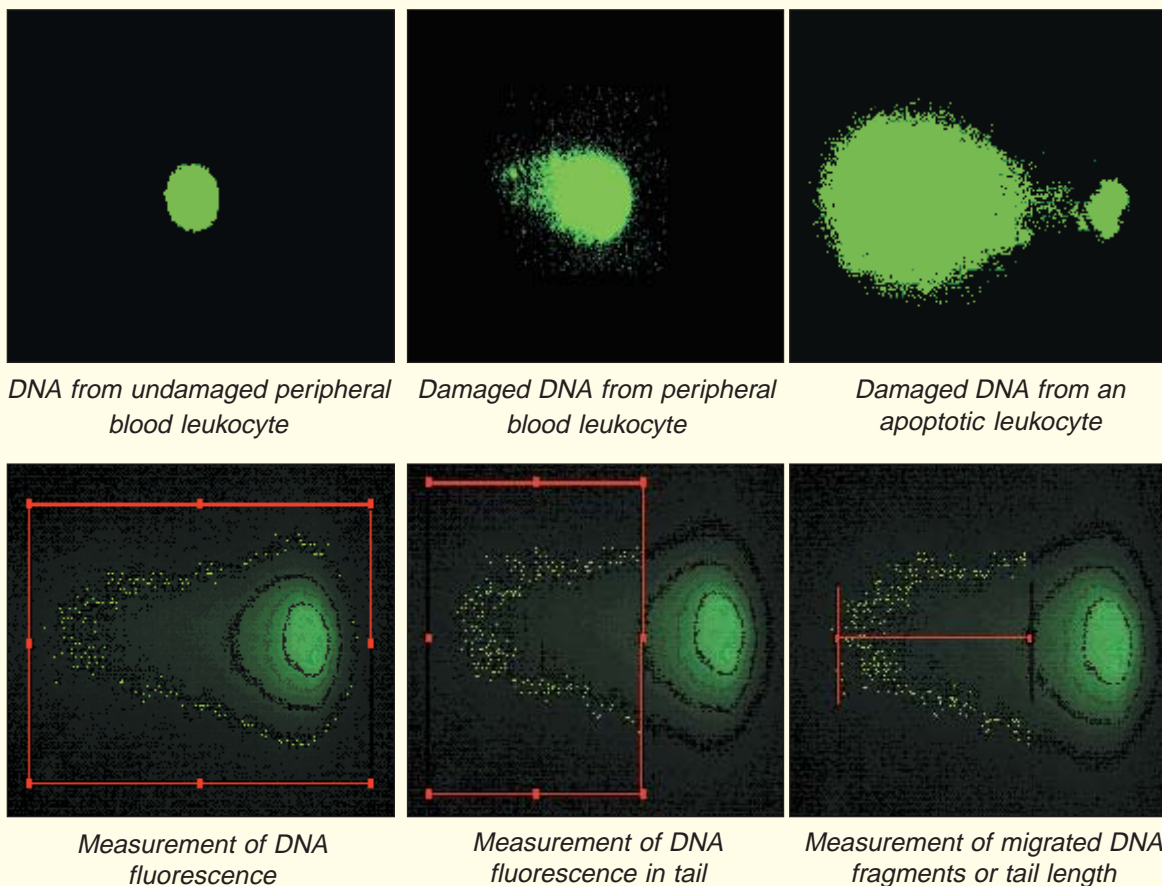 DNA from undamaged peripheral
blood leukocyte
Damaged DNA from peripheral
blood leukocyte
Damaged DNA from an
apoptotic leukocyte
Measurement of DNA
fluorescence
Measurement of DNA
fluorescence in tail
Measurement of migrated DNA
fragments or tail length